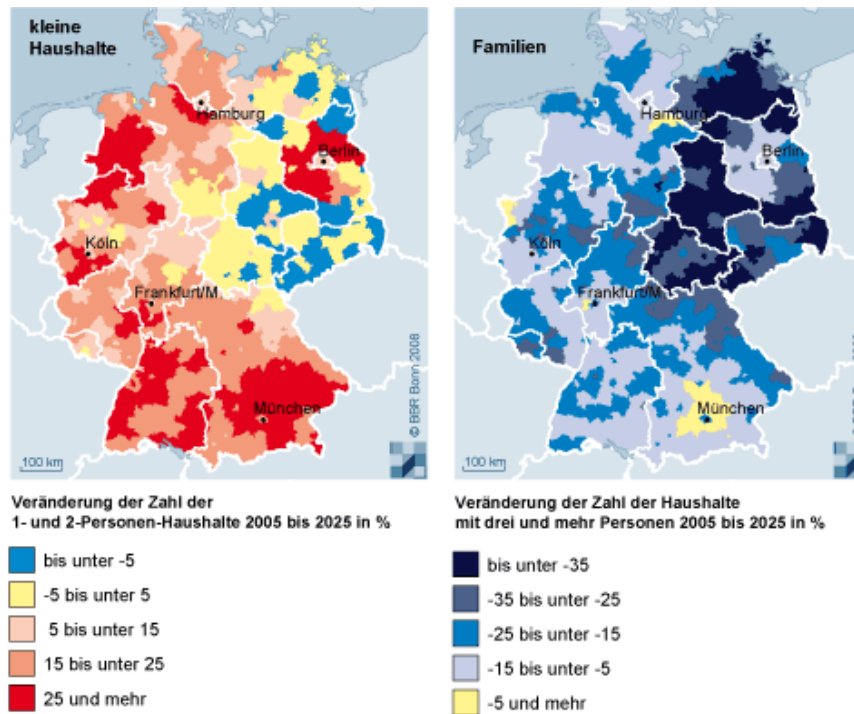 kleine
Haushalte
Hamburg
Berlin
Köln
Frankfurt/M.
München
100 km
© BBR Bonn 2008
Veränderung der Zahl der
1- und 2-Personen-Haushalte 2005 bis 2025 in %
bis unter -5
-5 bis unter 5
5 bis unter 15
15 bis unter 25
25 und mehr
Familien
Hamburg
Berlin
Köln
Frankfurt/M.
München
100 km
© BBR Bonn
Veränderung der Zahl der Haushalte
mit drei und mehr Personen 2005 bis 2025 in %
bis unter -35
-35 bis unter -25
-25 bis unter -15
-15 bis unter -5
-5 und mehr